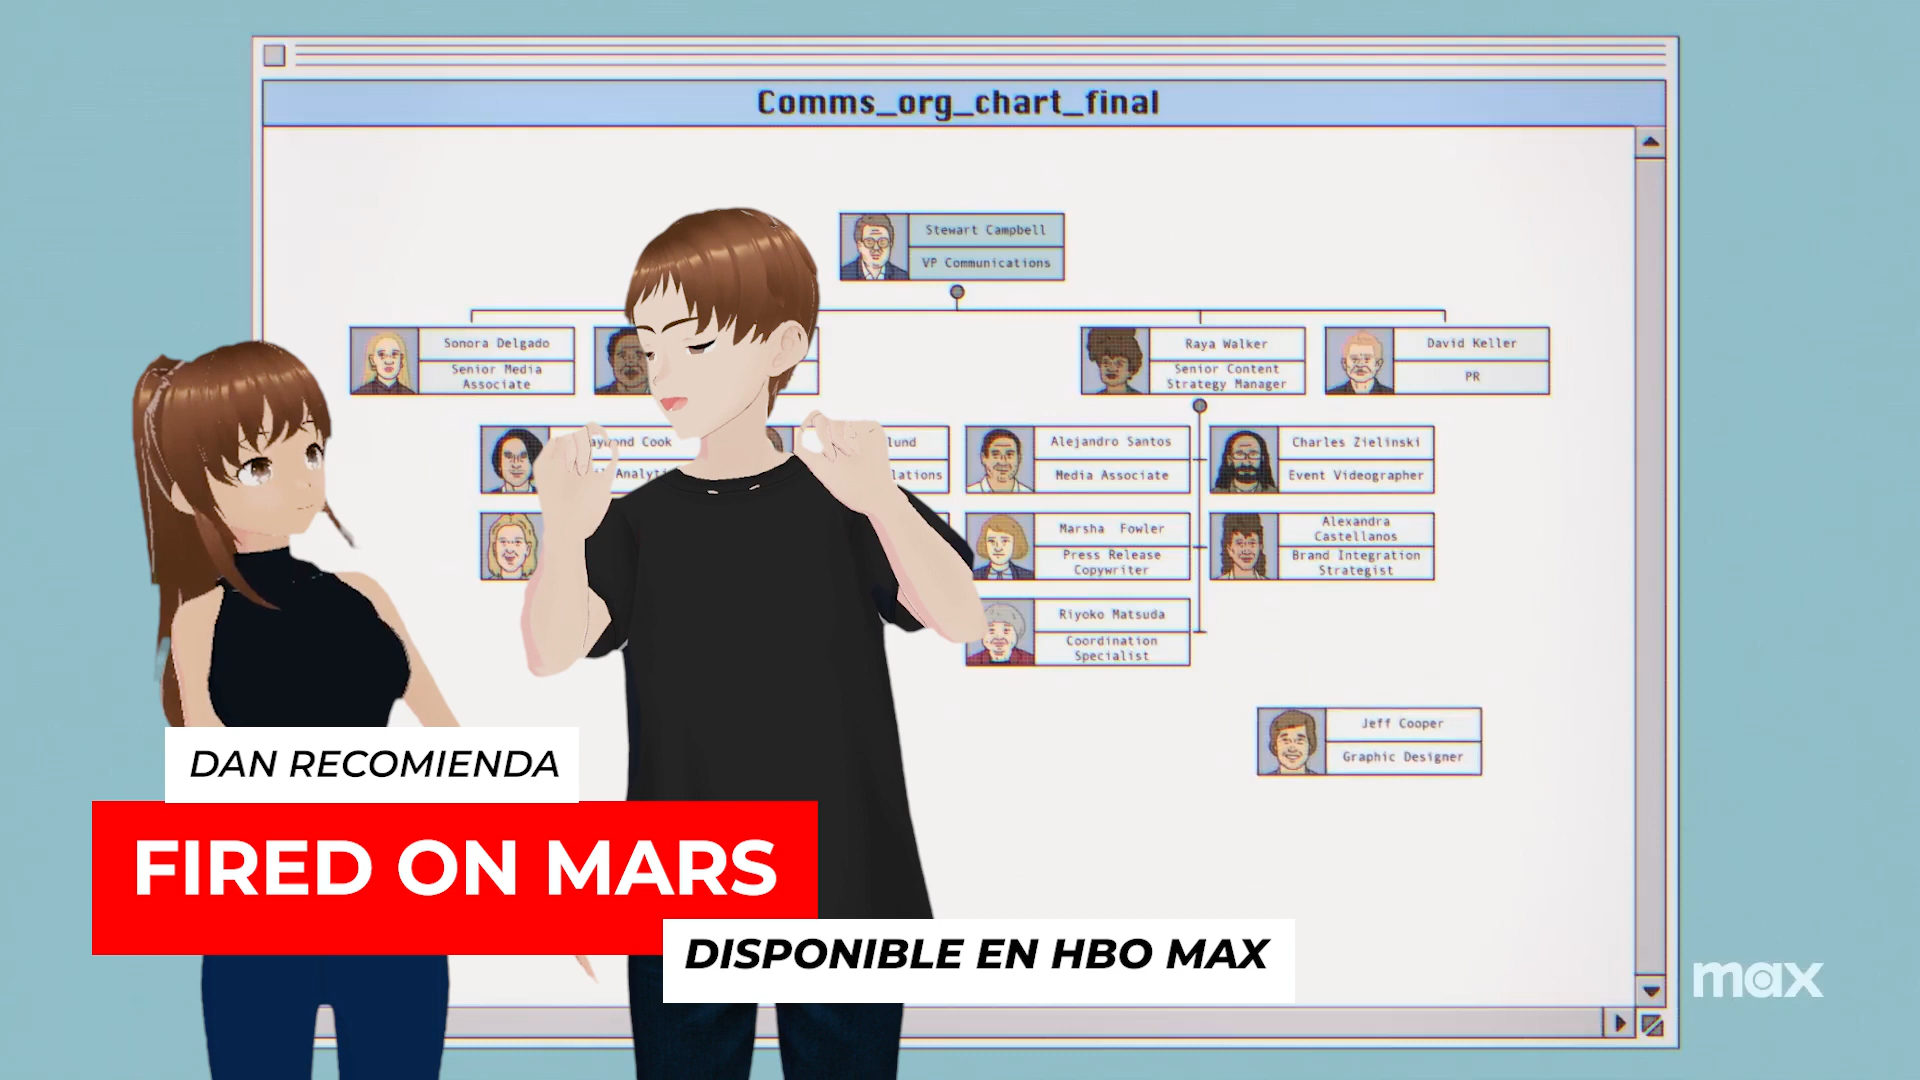 Comms_org_chart_final
Stewart Campbell
VP Communications
Sonora Delgado
Senior Media
Associate
Raya Walker
Senior Content
Strategy Manager
David Keller
PR
Cook
Alejandro Santos
Media Associate
Charles Zielinski
Event Videographer
Marsha Fowler
Press Release
Copywriter
Alexandra
Castellanos
Brand Integration
Strategist
Riyoko Matsuda
Coordination
Specialist
Jeff Cooper
Graphic Designer
DAN RECOMIENDA
FIRED ON MARS
DISPONIBLE EN HBO MAX
max